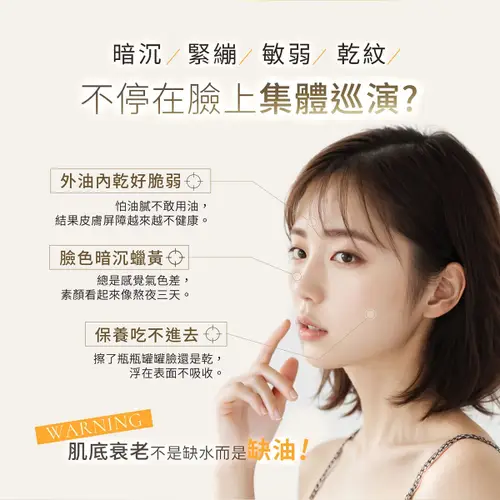 暗沉/緊繃/敏弱/乾紋/
不停在臉上集體巡演?
外油內乾好脆弱
怕油膩不敢用油，
結果皮膚屏障越來越不健康。
臉色暗沉蠟黃
總是感覺氣色差，
素顏看起來像熬夜三天。
保養吃不進去
擦了瓶瓶罐罐臉還是乾，
浮在表面不吸收。
WARNING
肌底衰老不是缺水而是缺油!